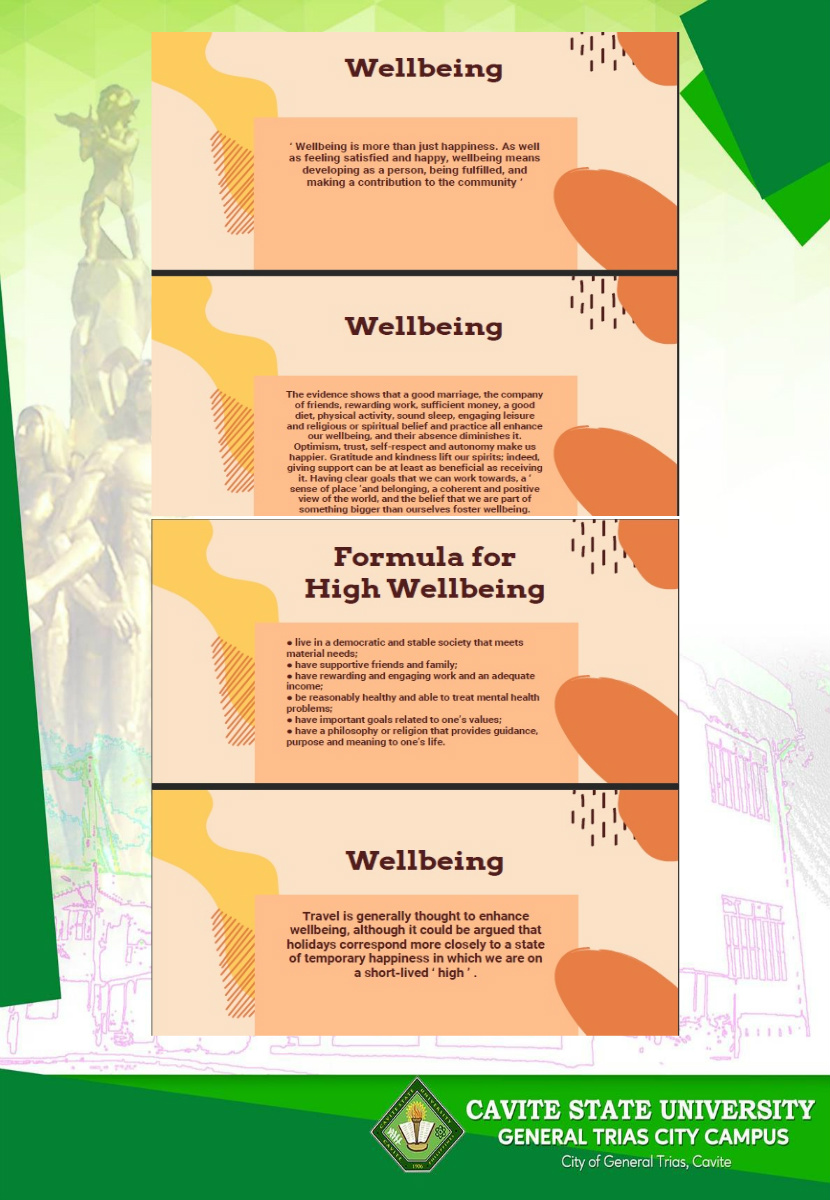 Wellbeing
‘ Wellbeing is more than just happiness. As well
as feeling satisfied and happy, wellbeing means
developing as a person, being fulfilled, and
making a contribution to the community ’
Wellbeing
The evidence shows that a good marriage, the company
of friends, rewarding work, sufficient money, a good
diet, physical activity, sound sleep, engaging leisure
and religious or spiritual belief and practice all enhance
our wellbeing, and their absence diminishes it.
Optimism, trust, self-respect and autonomy make us
happier. Gratitude and kindness lift our spirits; indeed,
giving support can be at least as beneficial as receiving
it. Having clear goals that we can work towards, a ‘
sense of place ’and belonging, a coherent and positive
view of the world, and the belief that we are part of
something bigger than ourselves foster wellbeing.
Formula for
High Wellbeing
● live in a democratic and stable society that meets
material needs;
● have supportive friends and family;
● have rewarding and engaging work and an adequate
income;
● be reasonably healthy and able to treat mental health
problems;
● have important goals related to one’s values;
● have a philosophy or religion that provides guidance,
purpose and meaning to one’s life.
Wellbeing
Travel is generally thought to enhance
wellbeing, although it could be argued that
holidays correspond more closely to a state
of temporary happiness in which we are on
a short-lived ‘ high ’ .
CAVITE STATE UNIVERSITY
GENERAL TRIAS CITY CAMPUS
City of General Trias, Cavite
CAVITE STATE UNIVERSITY
CAVITE
PHILIPPINES
1906